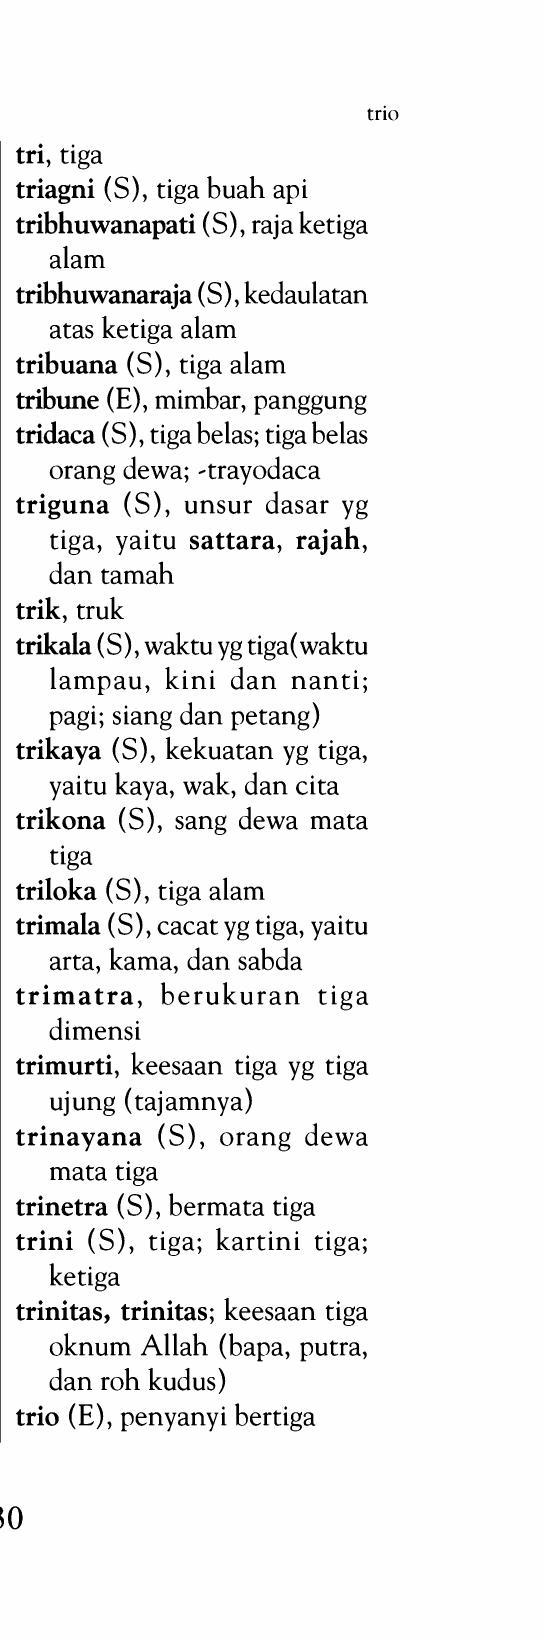 trio
tri, tiga
triagni (S), tiga buah api
tribhuwanapati (S), raja ketiga
alam
tribhuwanaraja (S), kedaulatan
atas ketiga alam
tribuana (S), tiga alam
tribune (E), mimbar, panggung
tridaca (S), tiga belas; tiga belas
orang dewa; -trayodaca
triguna (S), unsur dasar yg
tiga, yaitu sattara, rajah,
dan tamah
trik, truk
trikala (S), waktu yg tiga(waktu
lampau, kini dan nanti;
pagi; siang dan petang)
trikaya (S), kekuatan yg tiga,
yaitu kaya, wak, dan cita
trikona (S), sang dewa mata
tiga
triloka (S), tiga alam
trimala (S), cacat yg tiga, yaitu
arta, kama, dan sabda
trimatra, berukuran tiga
dimensi
trimurti, keesaan tiga yg tiga
ujung (tajamnya)
trinayana (S), orang dewa
mata tiga
trinetra (S), bermata tiga
trini (S), tiga; kartini tiga;
ketiga
trinitas, trinitas; keesaan tiga
oknum Allah (bapa, putra,
dan roh kudus)
trio (E), penyanyi bertiga
30